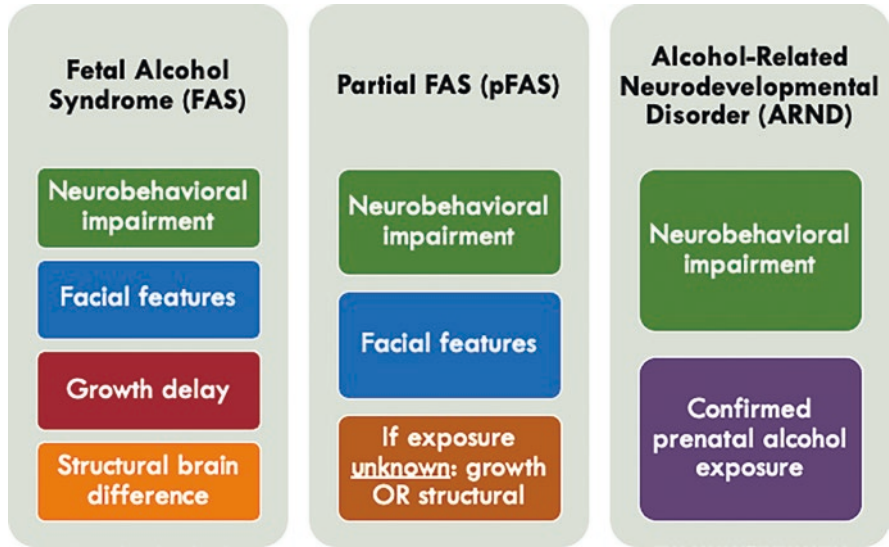 Fetal Alcohol
Syndrome (FAS)
Neurobehavioral
impairment
Facial features
Growth delay
Structural brain
difference
Partial FAS (pFAS)
Neurobehavioral
impairment
Facial features
If exposure
unknown: growth
OR structural
Alcohol-Related
Neurodevelopmental
Disorder (ARND)
Neurobehavioral
impairment
Confirmed
prenatal alcohol
exposure